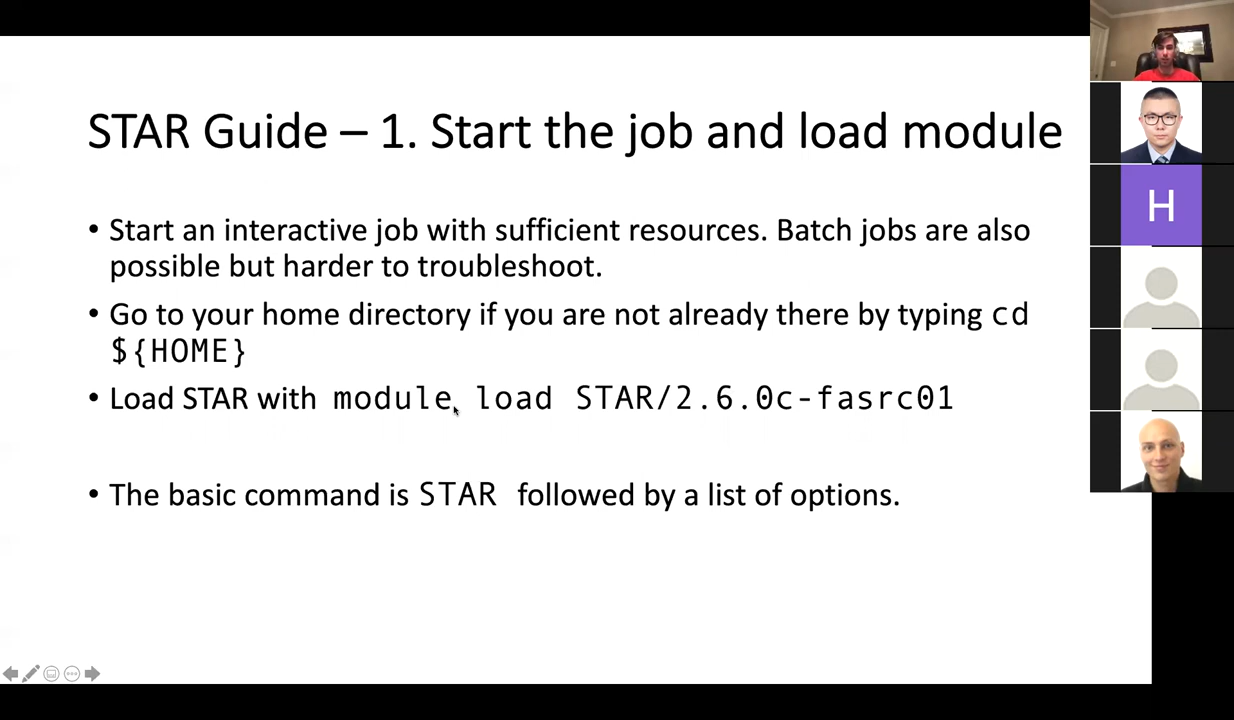 STAR Guide – 1. Start the job and load module
• Start an interactive job with sufficient resources. Batch jobs are also
possible but harder to troubleshoot.
• Go to your home directory if you are not already there by typing cd
${HOME}
• Load STAR with module load STAR/2.6.0c-fasrc01
• The basic command is STAR followed by a list of options.
H